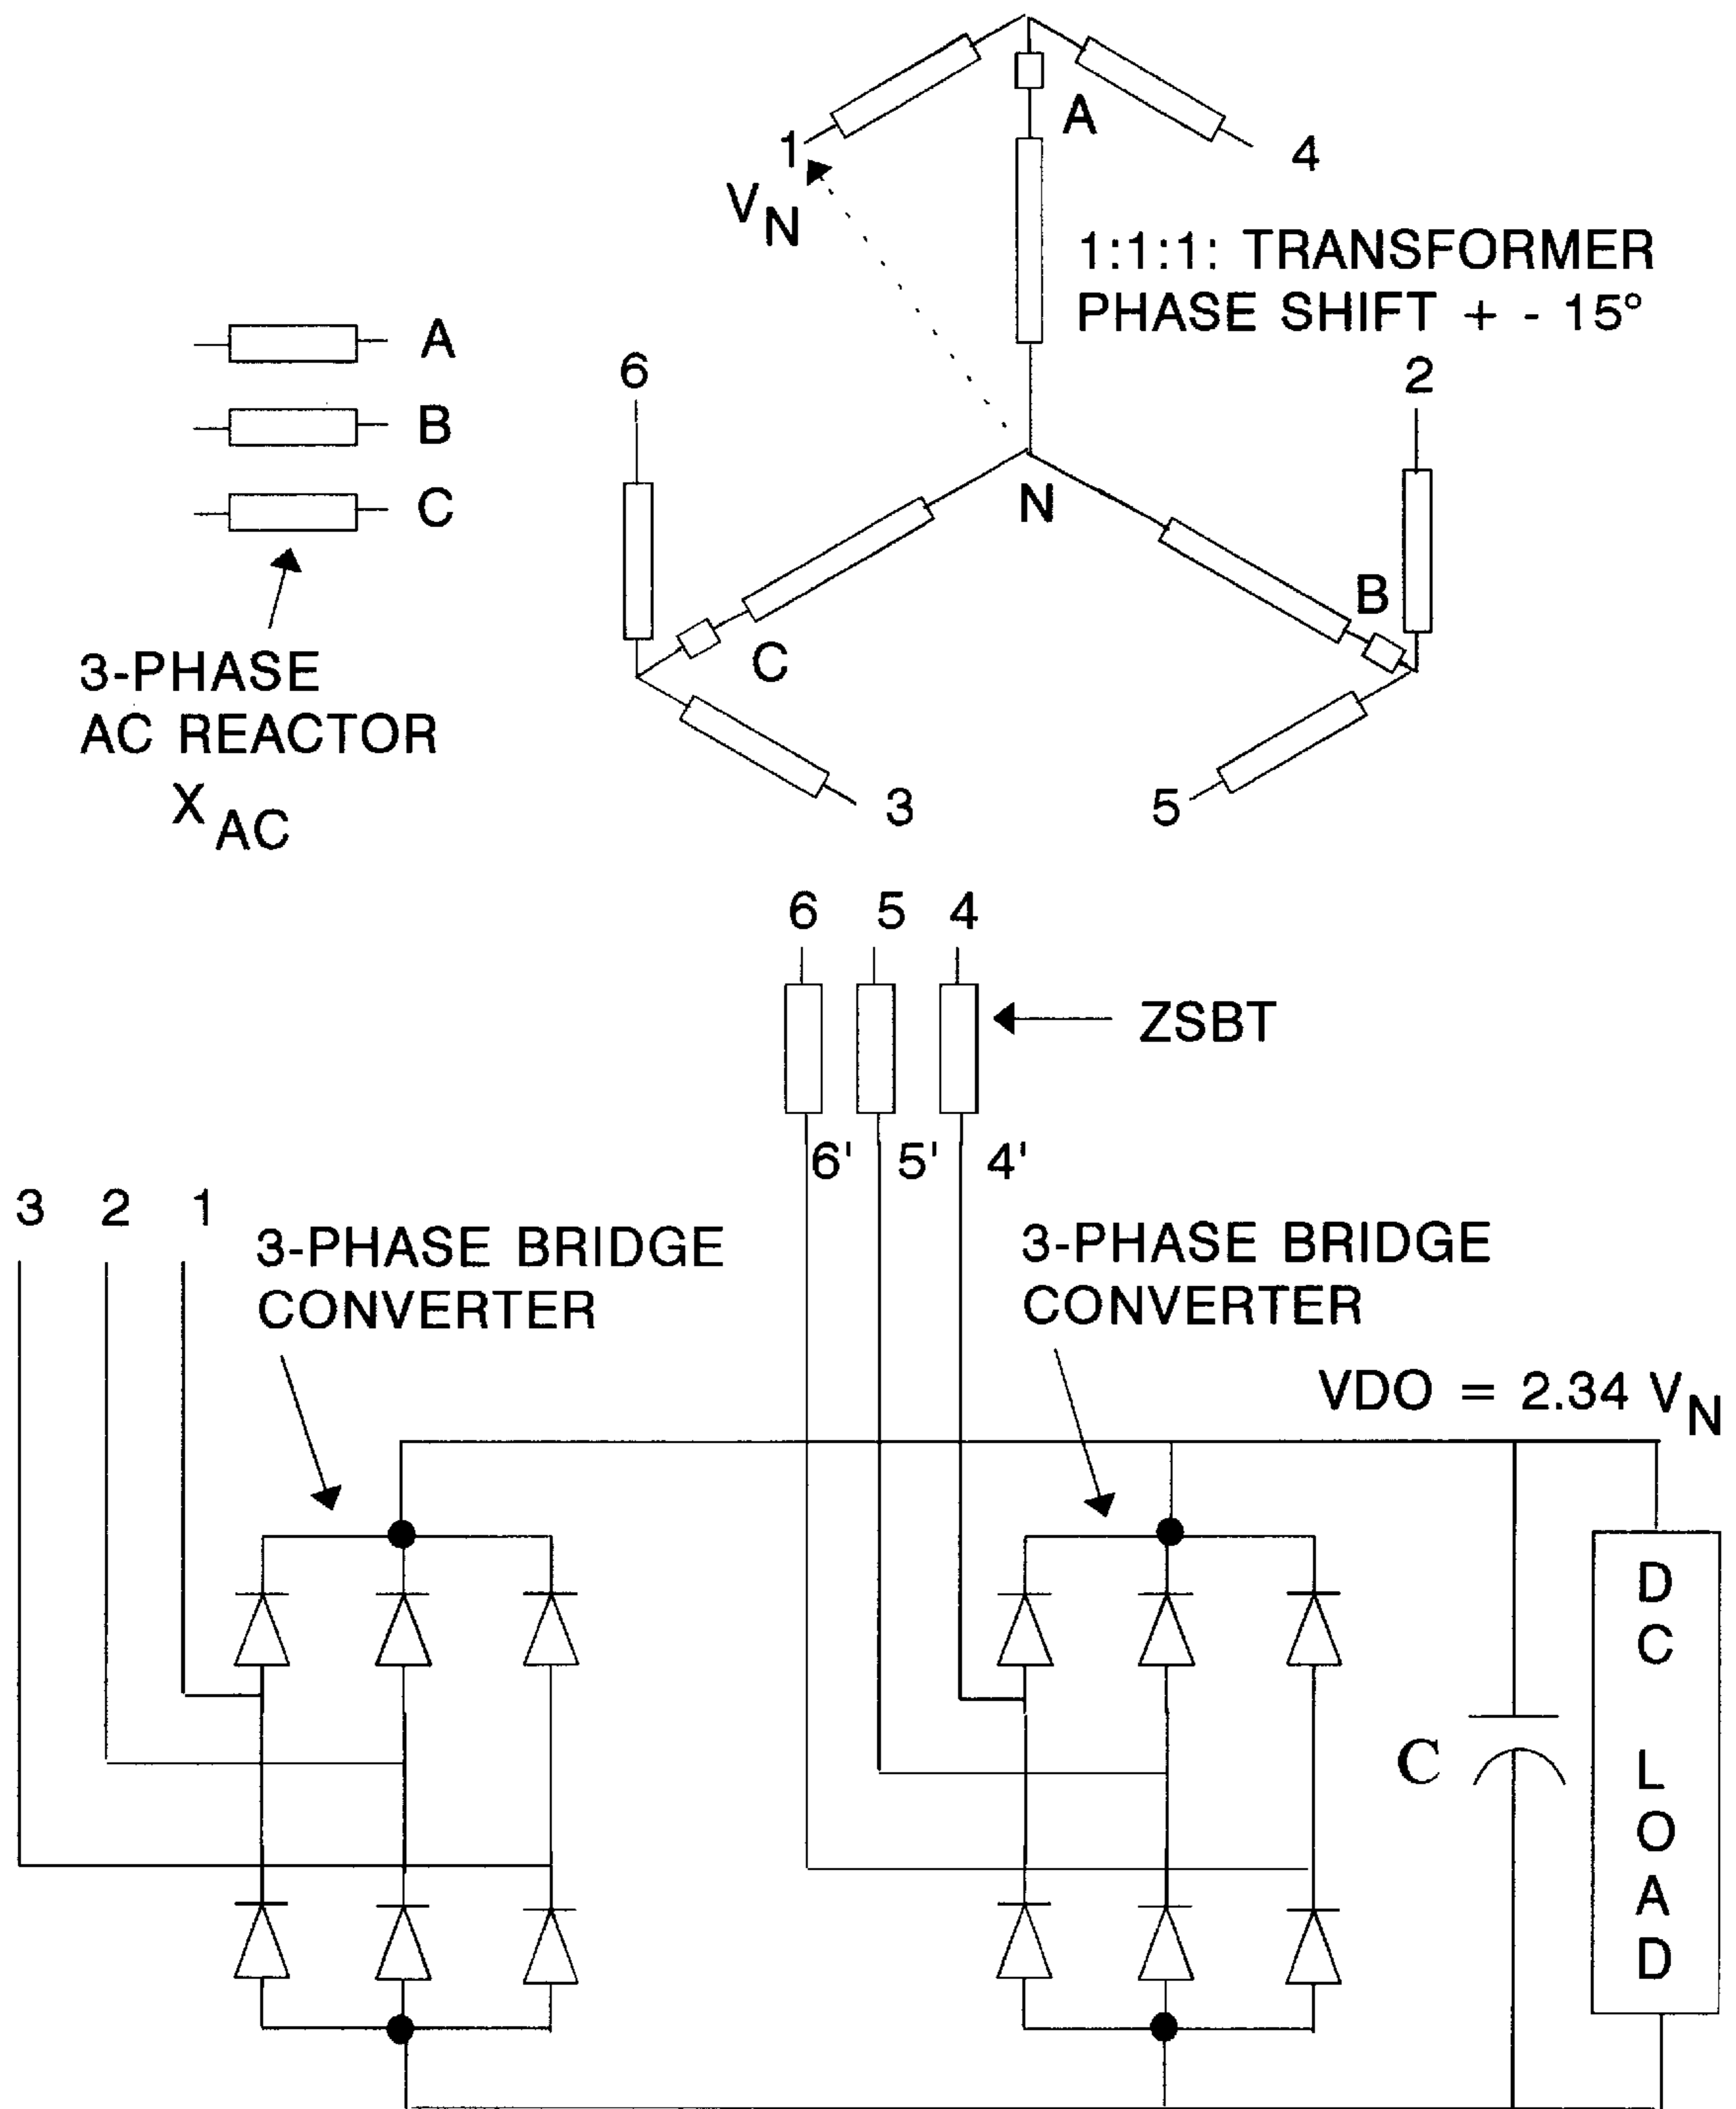 A
1
4
V N
1:1:1: TRANSFORMER
PHASE SHIFT + - 15°
A
B
C
6
2
N
B
C
3-PHASE
AC REACTOR
X AC
3
5
6 5 4
ZSBT
6' 5' 4'
3 2 1
3-PHASE BRIDGE
CONVERTER
3-PHASE BRIDGE
CONVERTER
VDO = 2.34 V N
C
DC LOAD